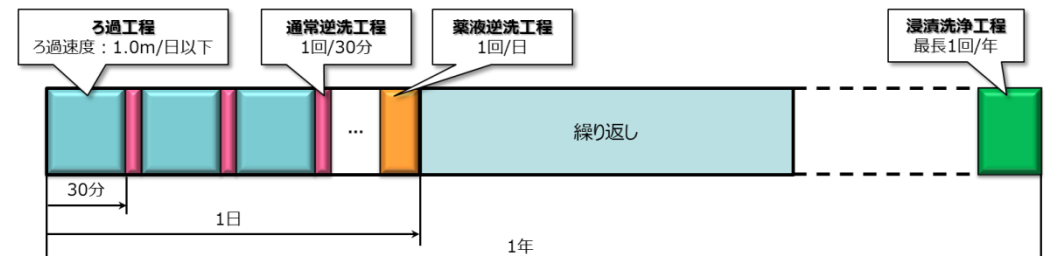 ろ過工程
ろ過速度：1.0m/日以下
通常逆洗工程
1回/30分
薬液逆洗工程
1回/日
浸漬洗浄工程
最長1回/年
…
繰り返し
30分
1日
1年